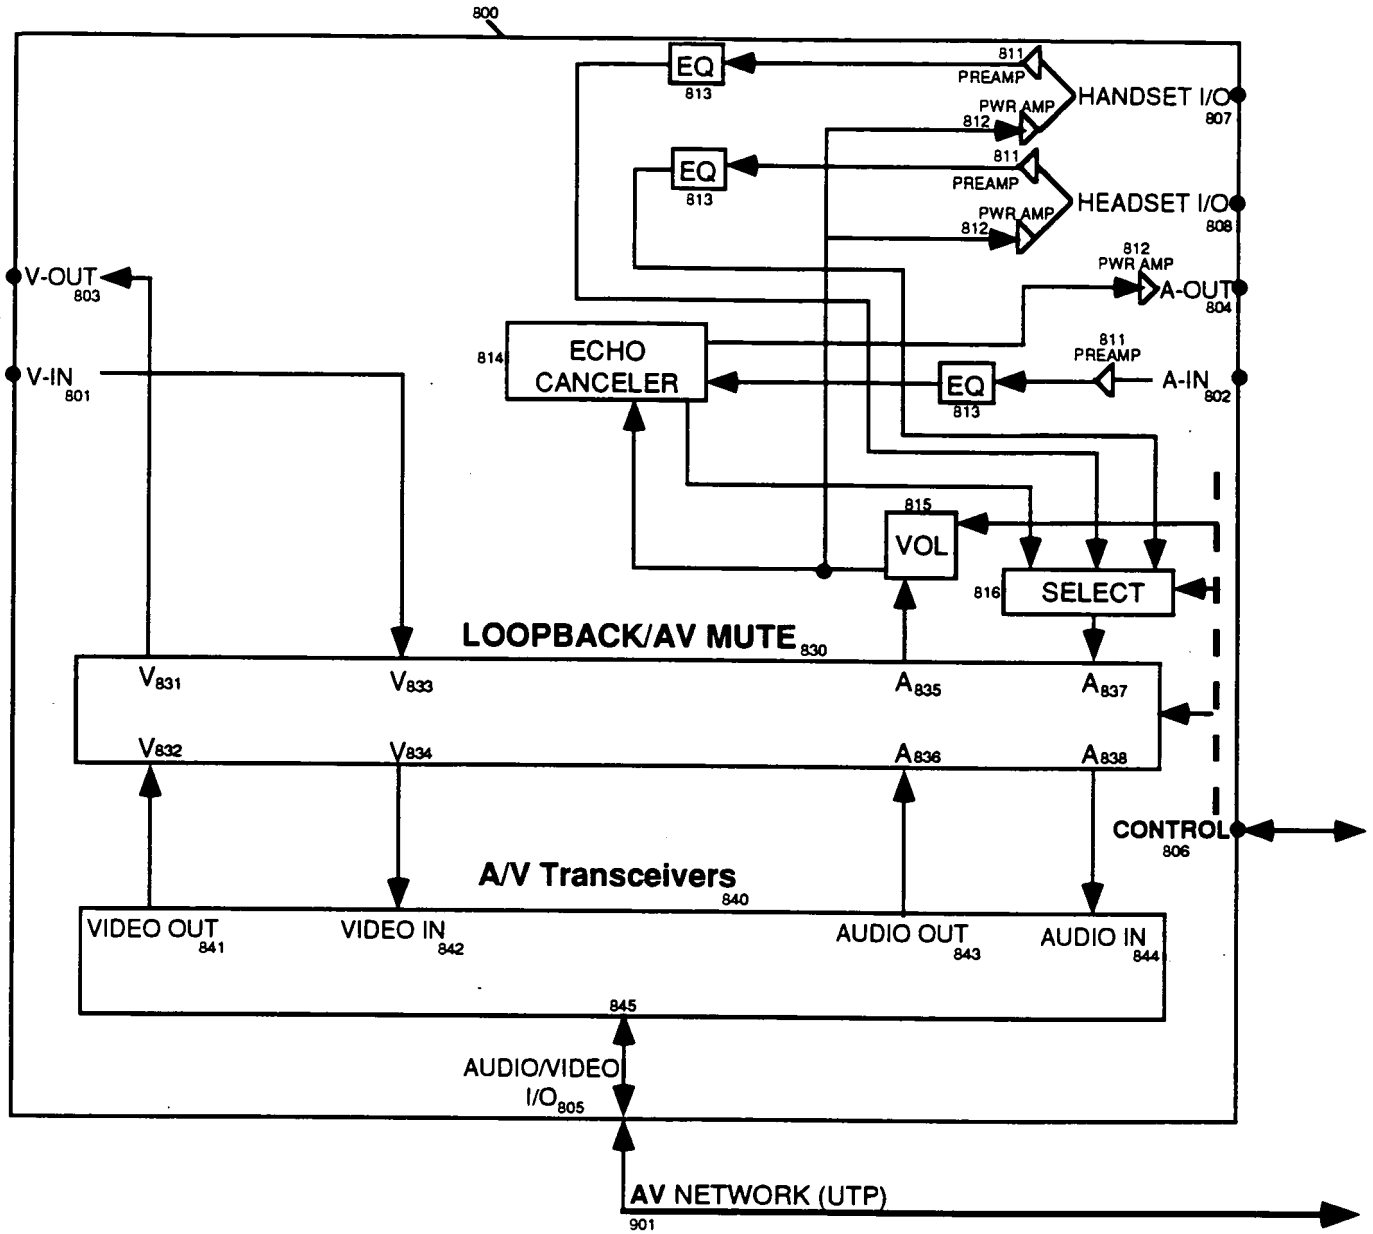 800
EQ
813
811
PREAMP
HANDSET I/O
807
PWR AMP
812
EQ
813
811
PREAMP
HEADSET I/O
808
PWR AMP
812
812
PWR AMP
A-OUT
804
V-OUT
803
814
ECHO
CANCELER
811
PREAMP
EQ
813
A-IN
802
V-IN
801
815
VOL
816
SELECT
LOOPBACK/AV MUTE 830
V831
V833
A835
A837
V832
V834
A836
A838
CONTROL
806
A/V Transceivers
840
VIDEO OUT
841
VIDEO IN
842
AUDIO OUT
843
AUDIO IN
844
845
AUDIO/VIDEO
I/O805
AV NETWORK (UTP)
901